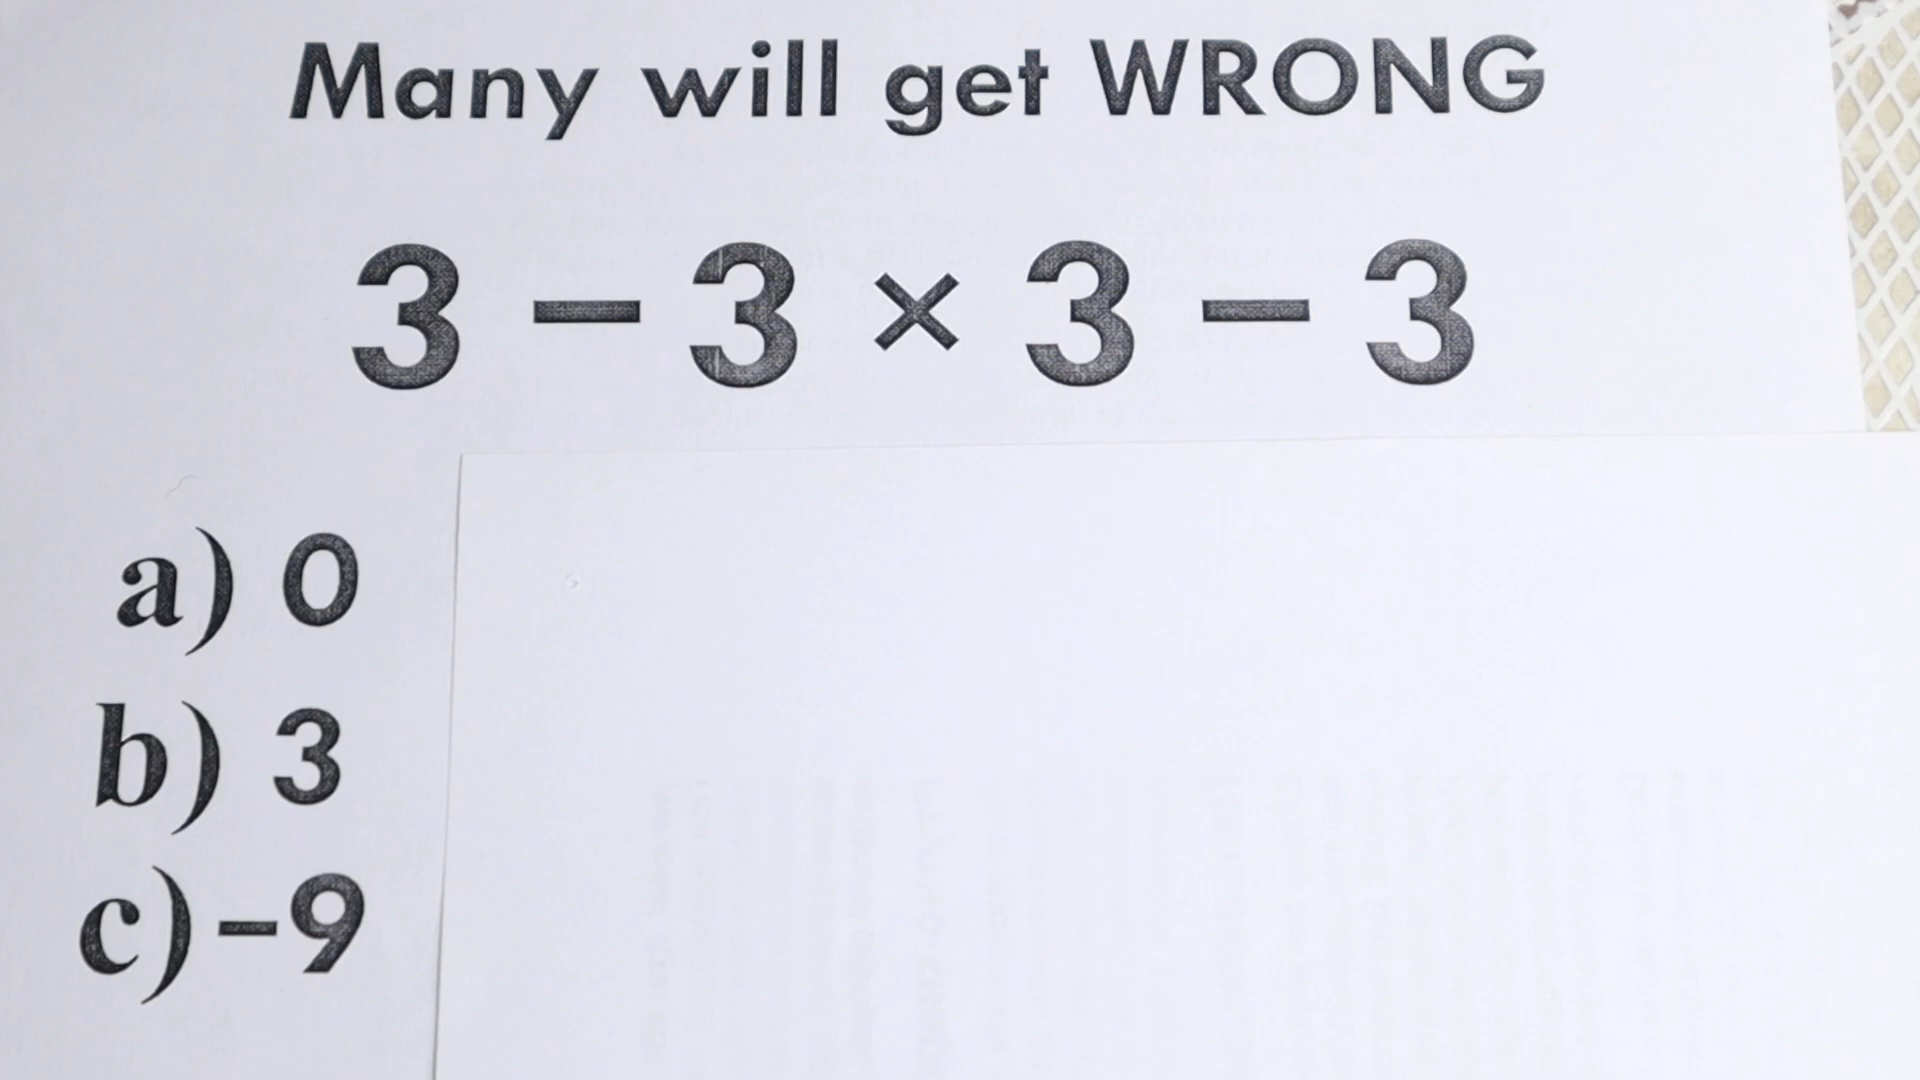 Many will get WRONG
3 − 3 × 3 − 3
a) 0
b) 3
c) -9